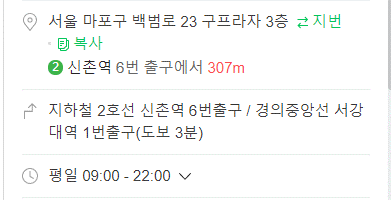 서울 마포구 백범로 23 구프라자 3층 지번
복사
2 신촌역 6번 출구에서 307m
지하철 2호선 신촌역 6번출구 / 경의중앙선 서강
대역 1번출구(도보 3분)
평일 09:00 - 22:00